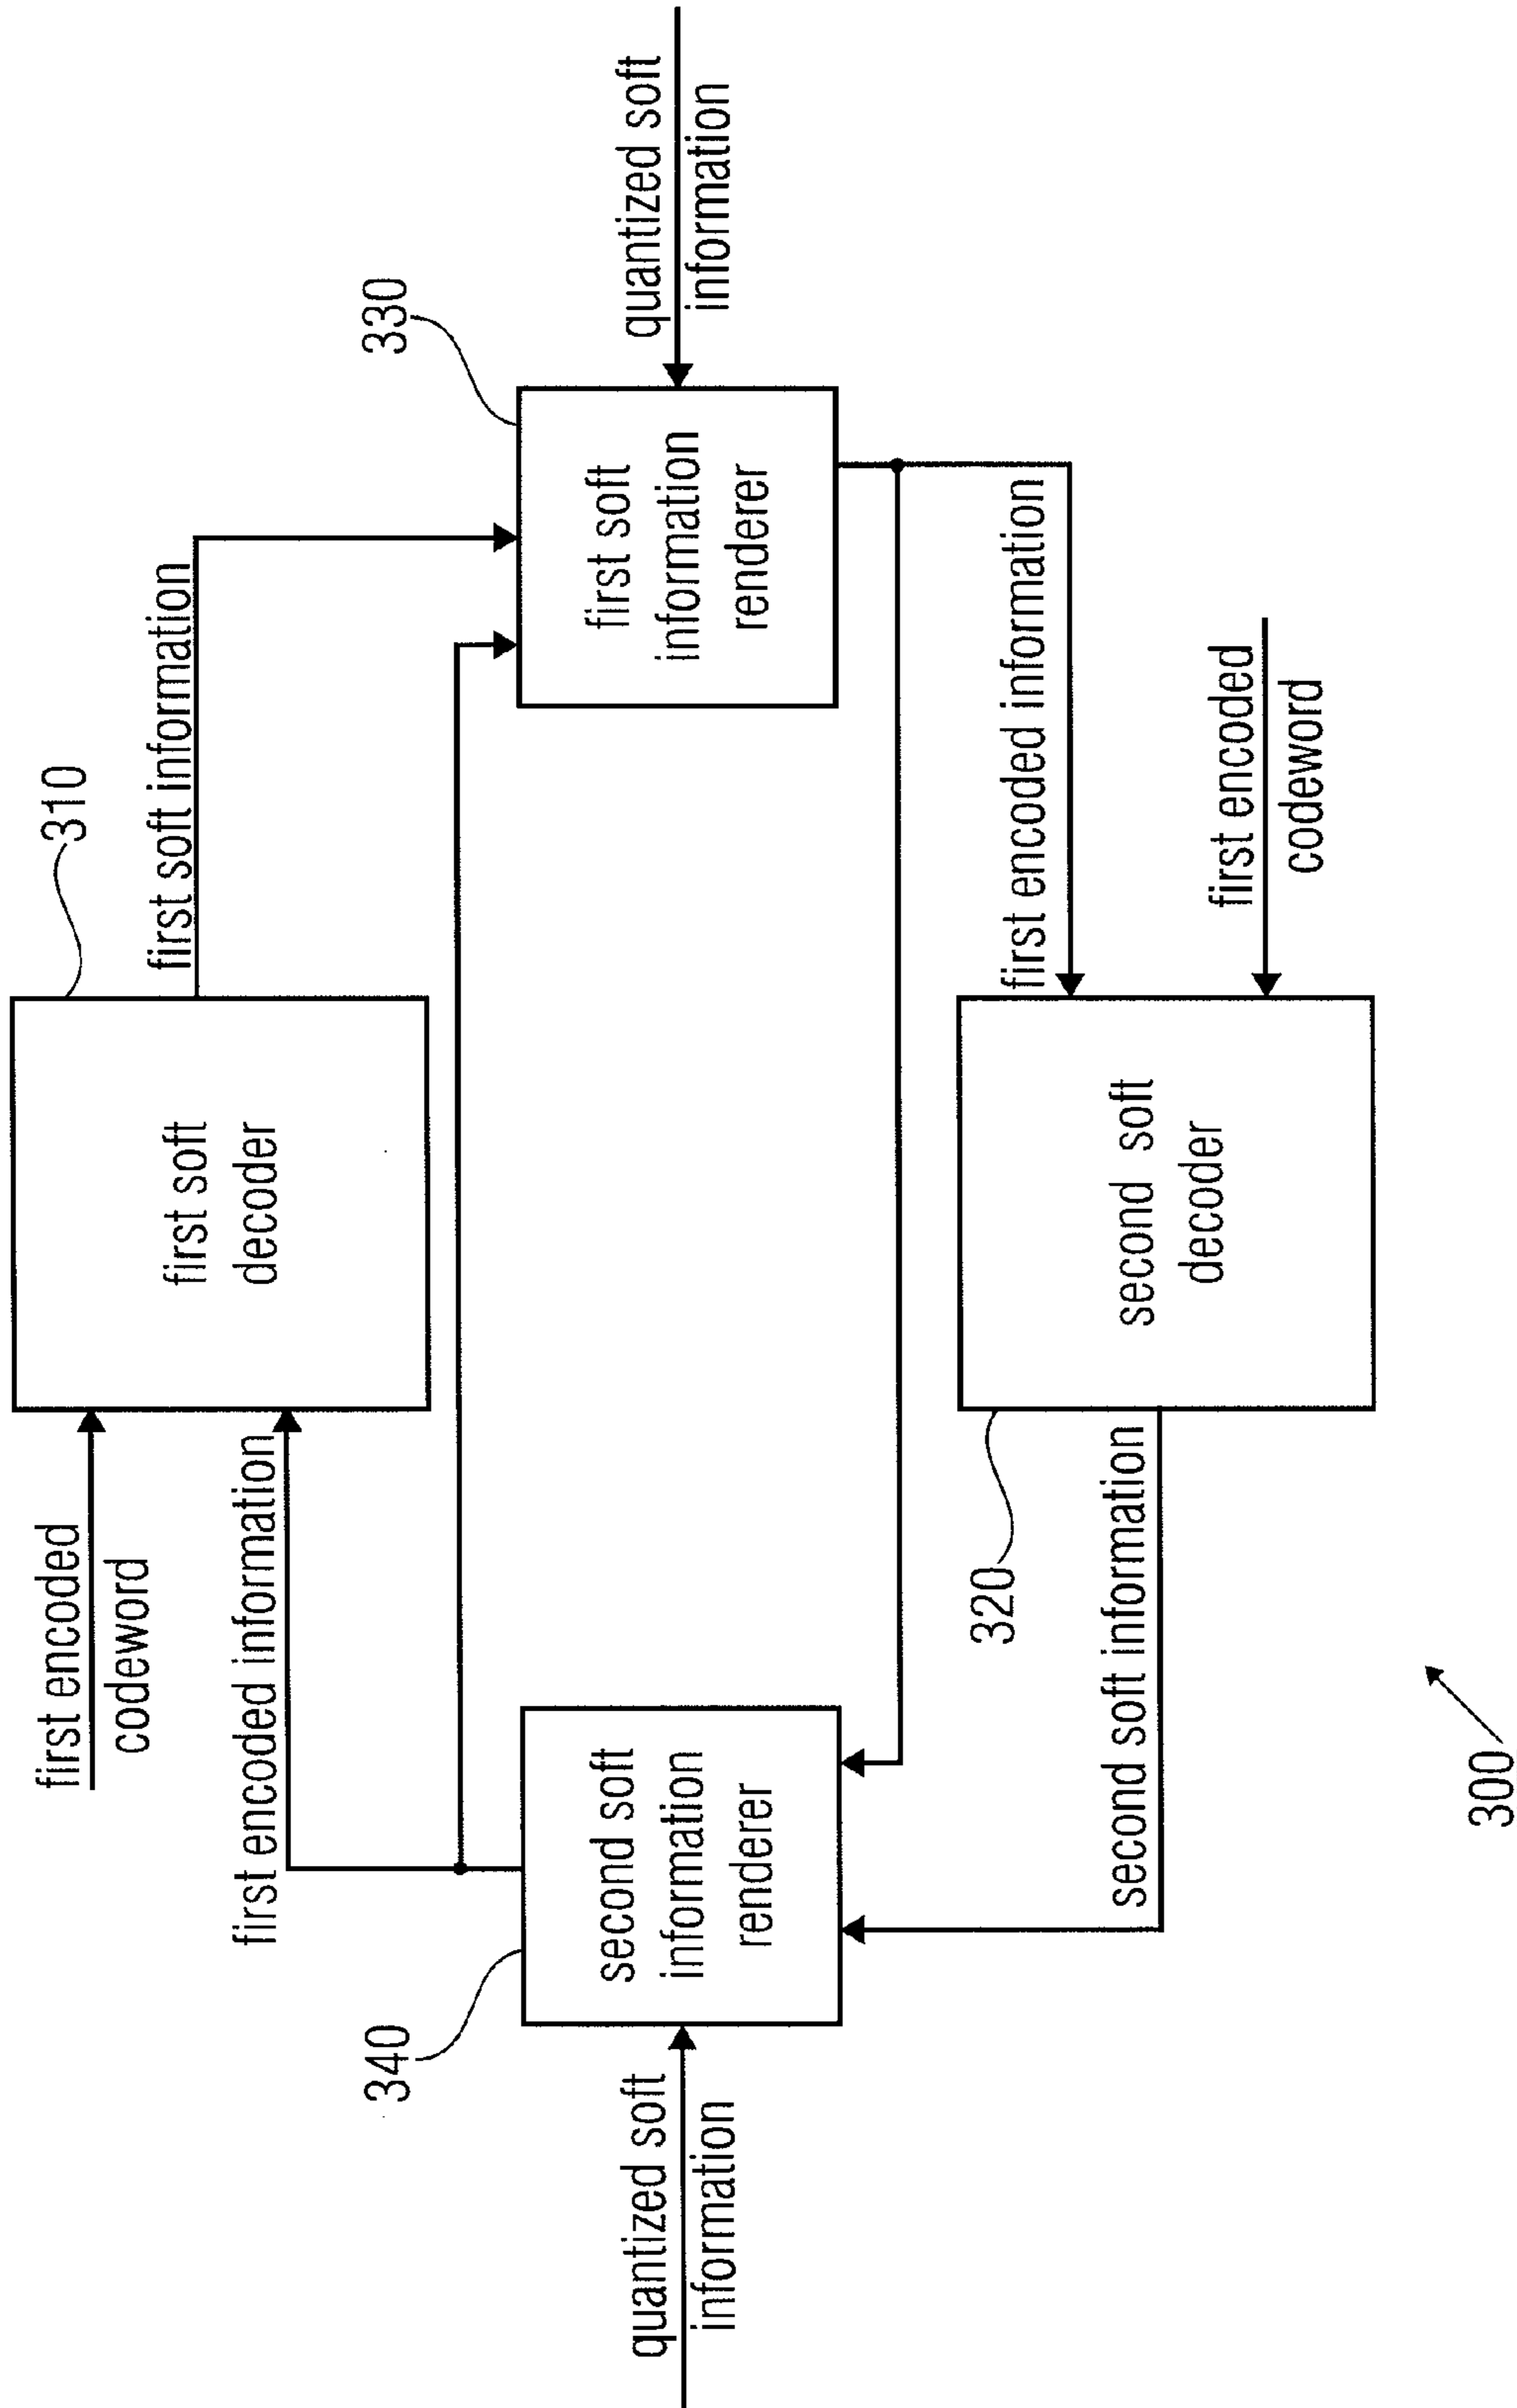 first encoded
codeword
first encoded information
310
first soft
decoder
first soft information
340
330
quantized soft
information
second soft
information
renderer
first soft
information
renderer
quantized soft
information
320
second soft information
second soft
decoder
first encoded information
first encoded
codeword
300